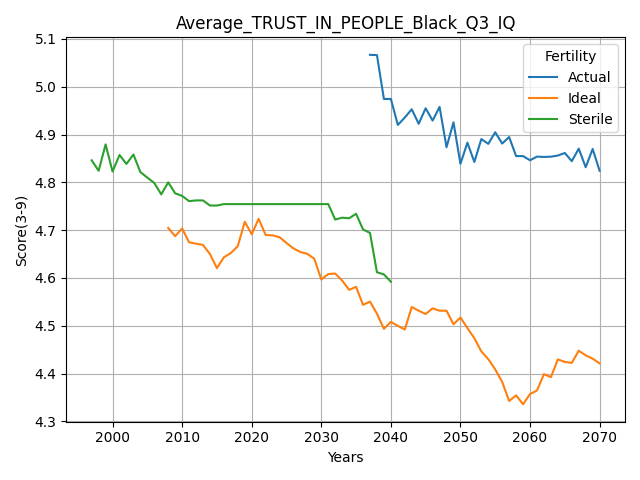 Average_TRUST_IN_PEOPLE_Black_Q3_IQ
5.1
5.0
4.9
4.8
4.7
4.6
4.5
4.4
4.3
Score(3-9)
Fertility
Actual
Ideal
Sterile
2000 2010 2020 2030 2040 2050 2060 2070
Years